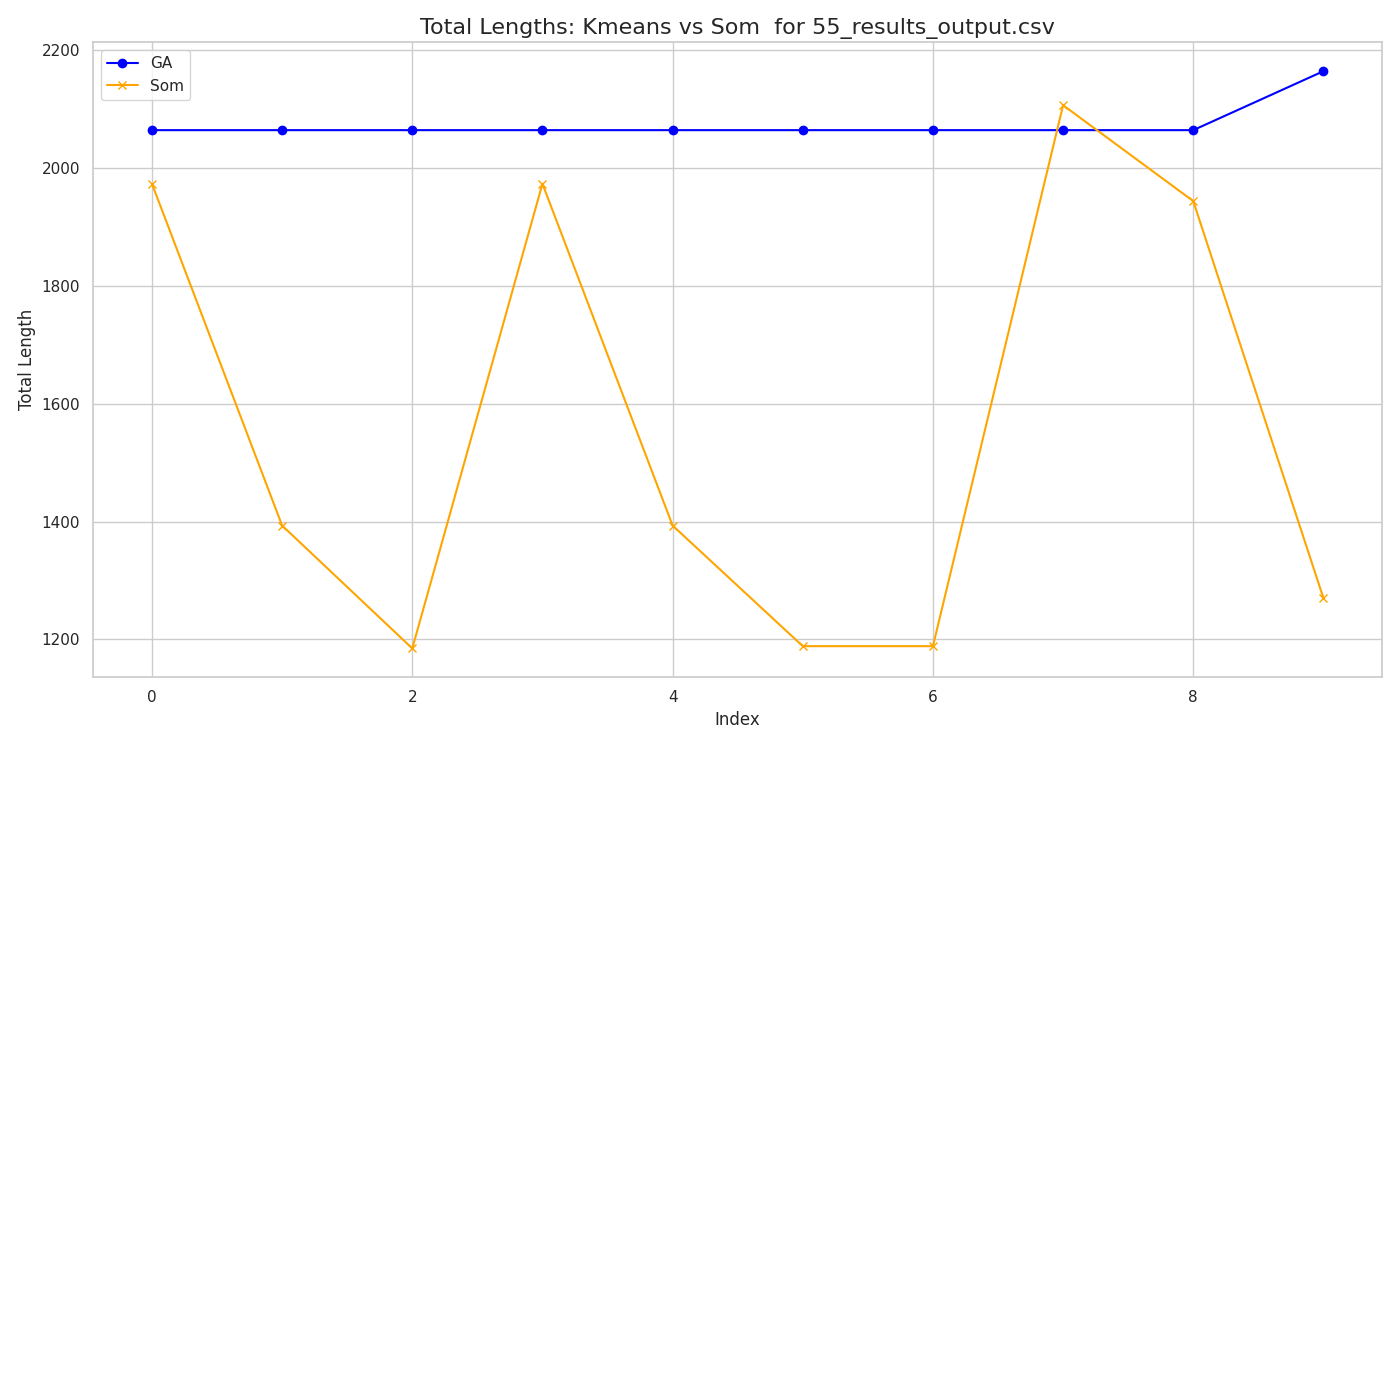 Total Lengths: Kmeans vs Som  for 55_results_output.csv
2200
GA
Som
2000
1800
1600
1400
1200
Total Length
0 2 4 6 8
Index